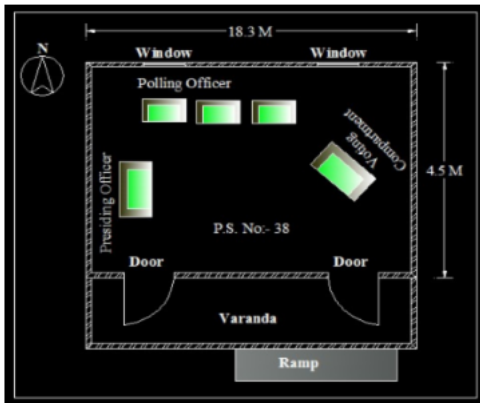 18.3 M
N
Window
Window
Polling Officer
Voting
Compartment
4.5 M
Presiding Officer
P.S. No:- 38
Door
Door
Varanda
Ramp